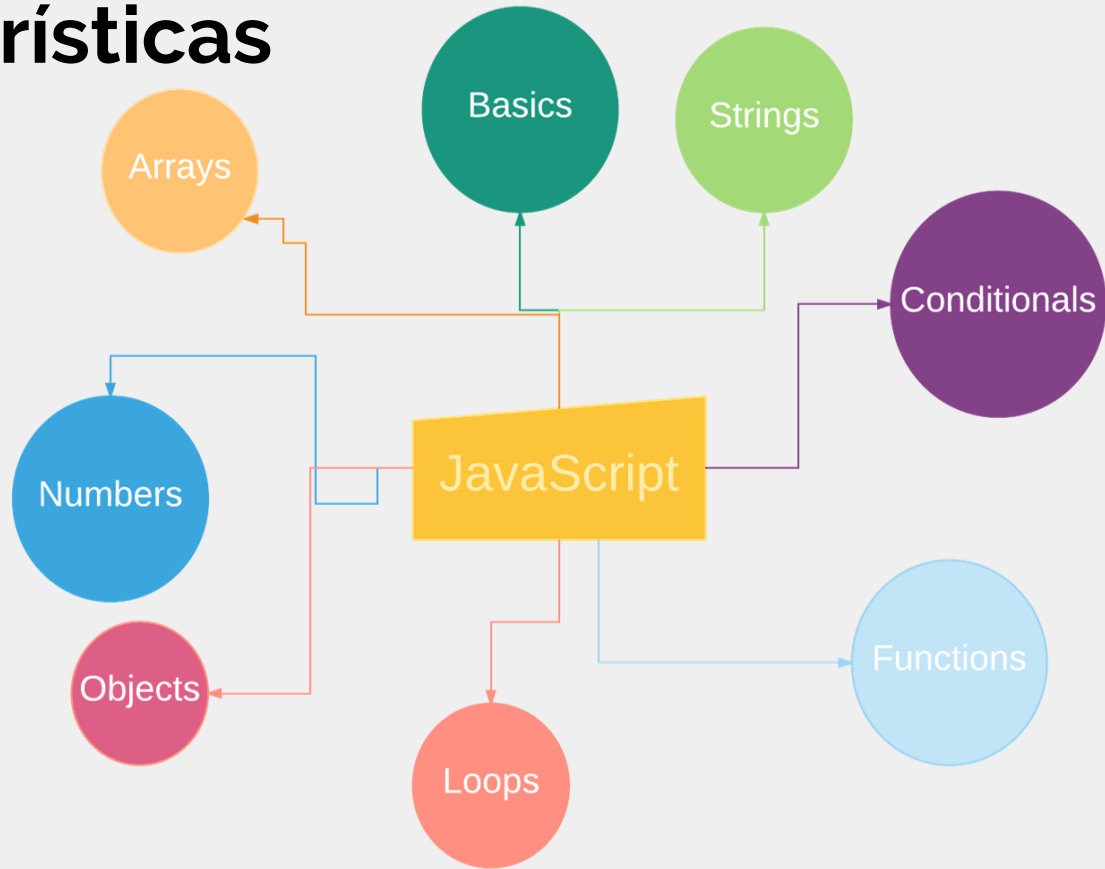 rísticas
Basics
Strings
Arrays
Conditionals
JavaScript
Numbers
Functions
Objects
Loops